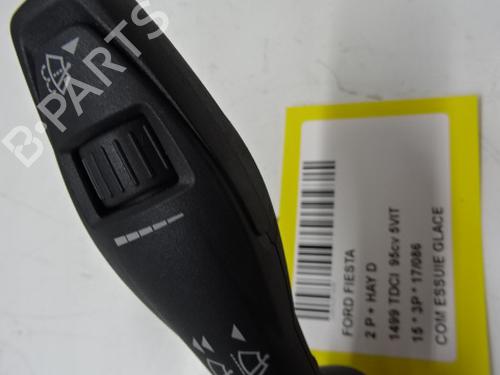 B-PARTS
FORD FIESTA
2 P + HAY D
1499 TDCI 95cv 5VIT
15 * 3P * 17/086
COM ESSUIE GLACE